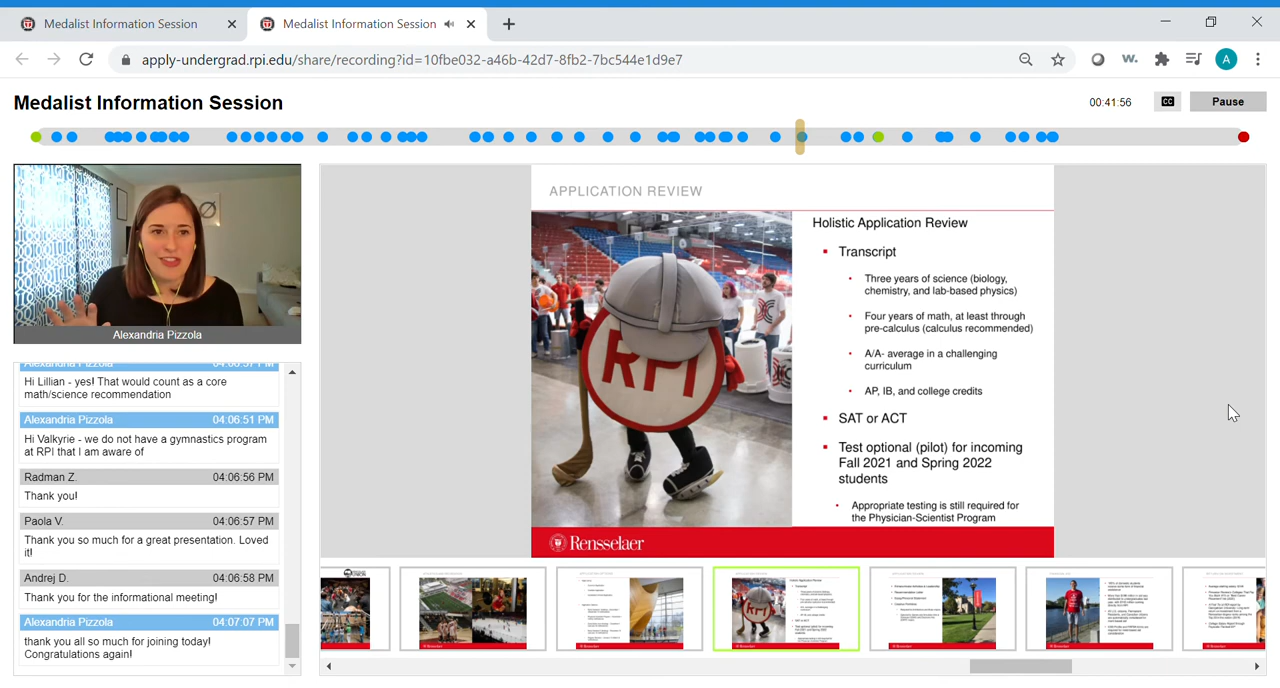 Medalist Information Session
Medalist Information Session
apply-undergrad.rpi.edu/share/recording?id=10fbe032-a46b-42d7-8fb2-7bc544e1d9e7
w.
A
Medalist Information Session
00:41:56
CC
Pause
Alexandria Pizzola
Alexandria Pizzola
Hi Lillian - yes! That would count as a core
math/science recommendation
Alexandria Pizzola 04:06:51 PM
Hi Valkyrie - we do not have a gymnastics program
at RPI that I am aware of
Radman Z. 04:06:56 PM
Thank you!
Paola V. 04:06:57 PM
Thank you so much for a great presentation. Loved
it!
Andrej D. 04:06:58 PM
Thank you for the informational meeting!
Alexandria Pizzola 04:07:07 PM
thank you all so much for joining today!
Congratulations again!
APPLICATION REVIEW
RPI
Holistic Application Review
Transcript
Three years of science (biology,
chemistry, and lab-based physics)
Four years of math, at least through
pre-calculus (calculus recommended)
A/A- average in a challenging
curriculum
AP, IB, and college credits
SAT or ACT
Test optional (pilot) for incoming
Fall 2021 and Spring 2022
students
Appropriate testing is still required for
the Physician-Scientist Program
Rensselaer